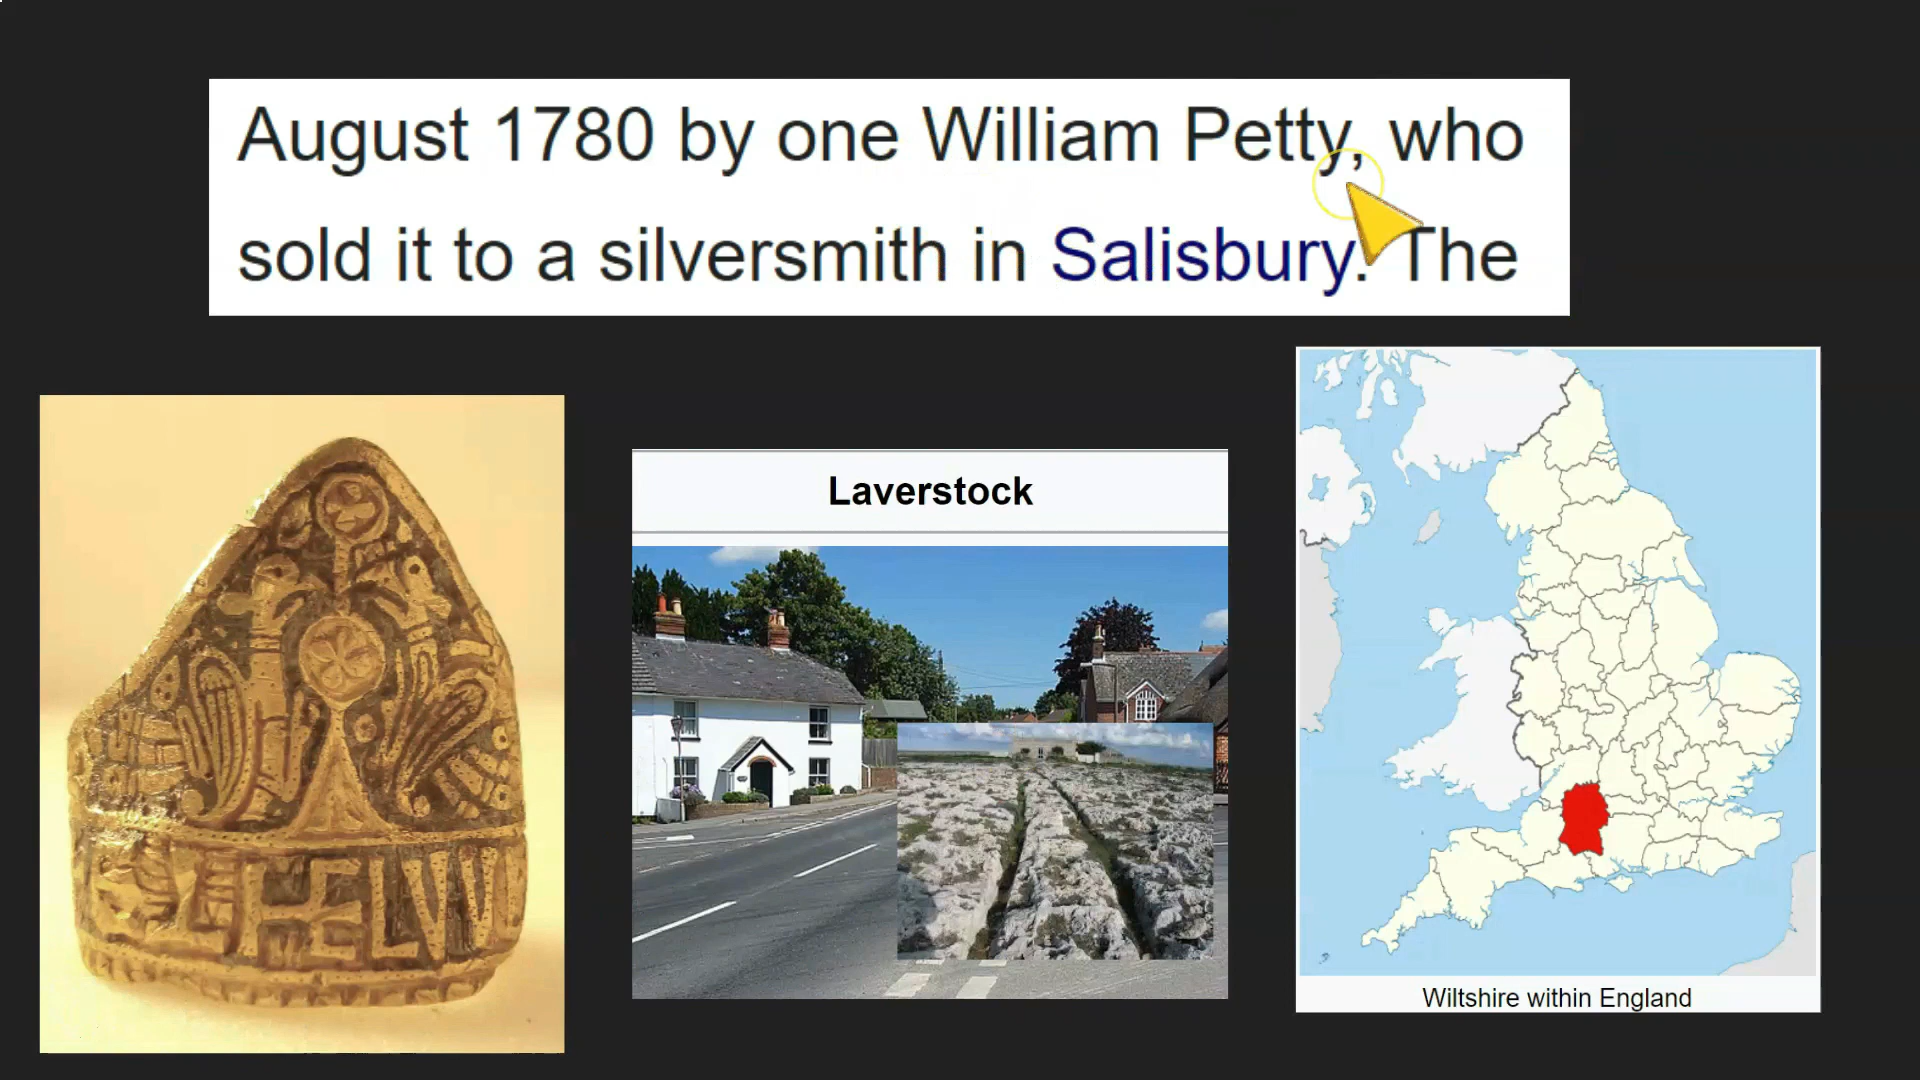 August 1780 by one William Petty, who
sold it to a silversmith in Salisbury. The
Laverstock
Wiltshire within England